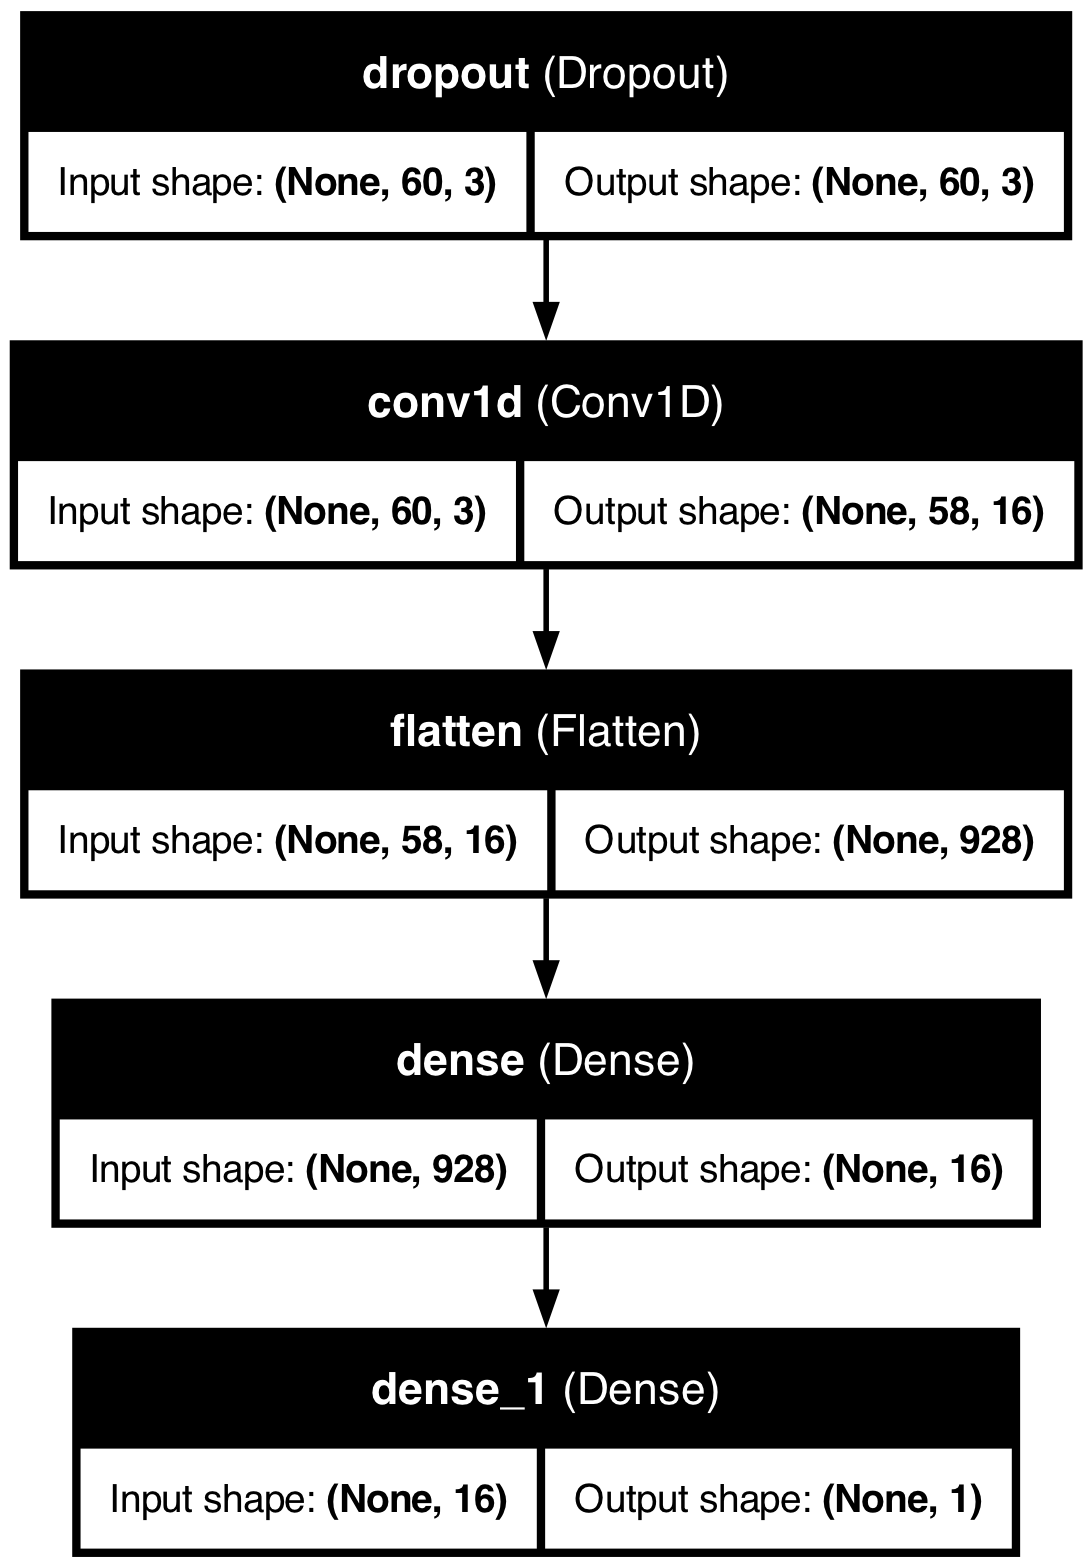 dropout (Dropout)
Input shape: (None, 60, 3) Output shape: (None, 60, 3)
conv1d (Conv1D)
Input shape: (None, 60, 3) Output shape: (None, 58, 16)
flatten (Flatten)
Input shape: (None, 58, 16) Output shape: (None, 928)
dense (Dense)
Input shape: (None, 928) Output shape: (None, 16)
dense_1 (Dense)
Input shape: (None, 16) Output shape: (None, 1)